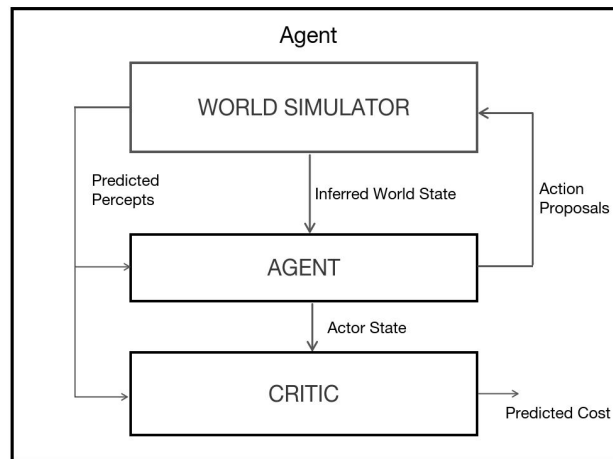 Agent
WORLD SIMULATOR
Predicted
Percepts
Inferred World State
Action
Proposals
AGENT
Actor State
CRITIC
Predicted Cost